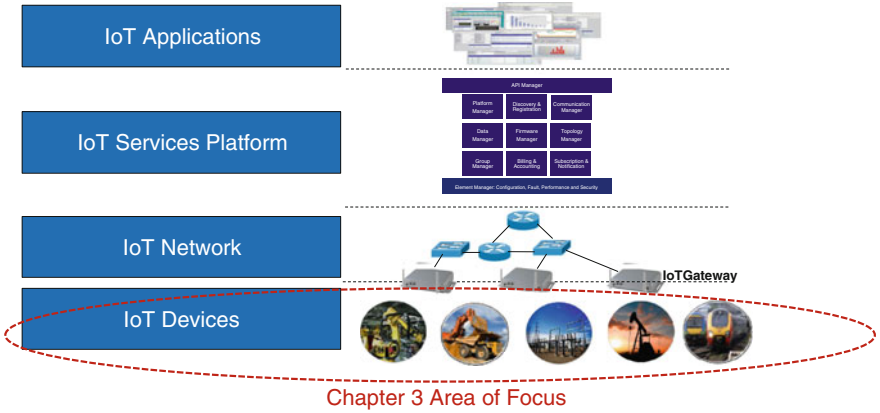 IoT Applications
API Manager
Platform
Manager
Discovery &
Registration
Communication
Manager
IoT Services Platform
Data
Manager
Firmware
Manager
Topology
Manager
Group
Manager
Billing &
Accounting
Subscription &
Notification
Element Manager: Configuration, Fault, Performance and Security
IoT Network
IoTGateway
IoT Devices
Chapter 3 Area of Focus